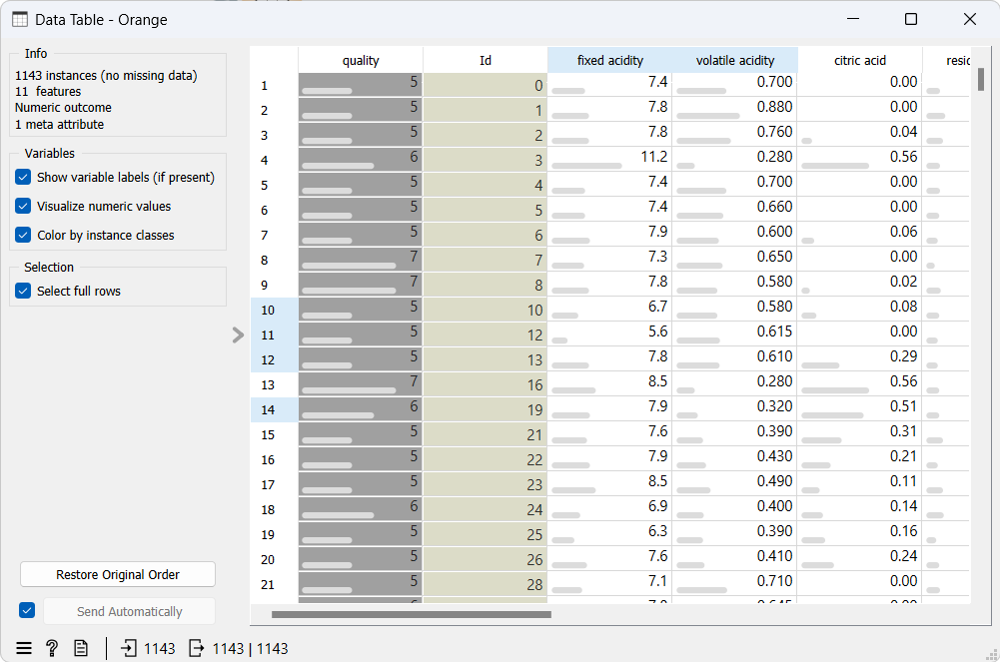 Data Table - Orange
Info
1143 instances (no missing data)
11 features
Numeric outcome
1 meta attribute
Variables
Show variable labels (if present)
Visualize numeric values
Color by instance classes
Selection
Select full rows
Restore Original Order
Send Automatically
quality Id fixed acidity volatile acidity citric acid
1 5 0 7.4 0.700 0.00
2 5 1 7.8 0.880 0.00
3 5 2 7.8 0.760 0.04
4 6 3 11.2 0.280 0.56
5 5 4 7.4 0.700 0.00
6 5 5 7.4 0.660 0.00
7 5 6 7.9 0.600 0.06
8 7 7 7.3 0.650 0.00
9 7 8 7.8 0.580 0.02
10 5 10 6.7 0.580 0.08
11 5 12 5.6 0.615 0.00
12 5 13 7.8 0.610 0.29
13 7 16 8.5 0.280 0.56
14 6 19 7.9 0.320 0.51
15 5 21 7.6 0.390 0.31
16 5 22 7.9 0.430 0.21
17 5 23 8.5 0.490 0.11
18 6 24 6.9 0.400 0.14
19 5 25 6.3 0.390 0.16
20 5 26 7.6 0.410 0.24
21 5 28 7.1 0.710 0.00
1143 1143 | 1143